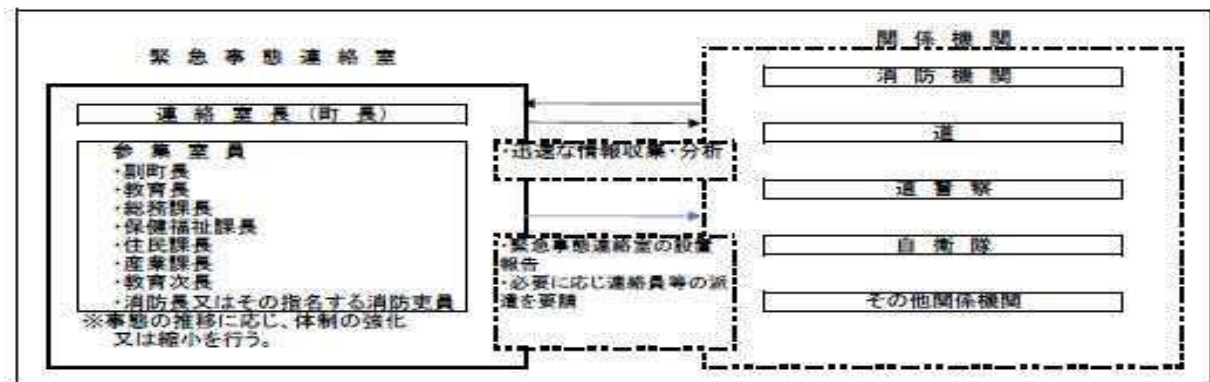 緊急事態連絡室
連絡室長(町長)
参集室員
・副町長
・教育長
・総務課長
・保健福祉課長
・住民課長
・産業課長
・教育次長
・消防長又はその指名する消防吏員
※事態の推移に応じ、体制の強化
又は縮小を行う。
・迅速な情報収集・分析
・緊急事態連絡室の設置
報告
・必要に応じ連絡員等の派
遣を要請
関係機関
消防機関
道
道警察
自衛隊
その他関係機関